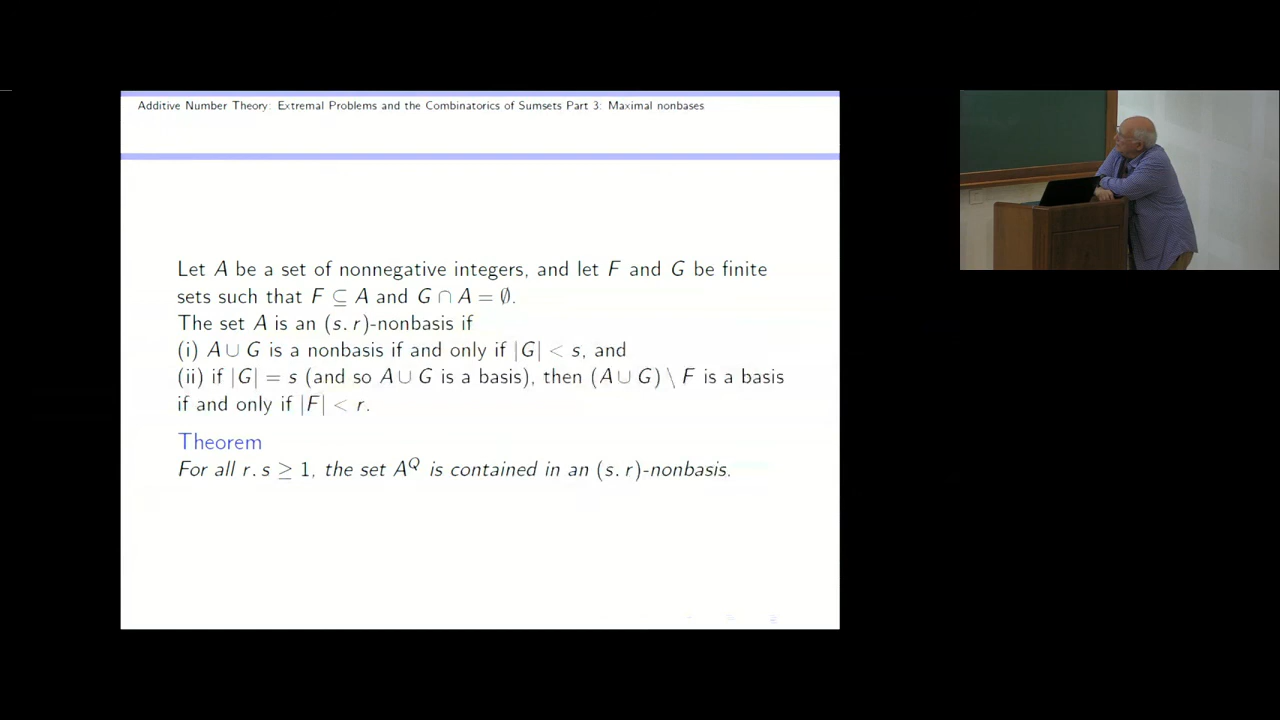 Additive Number Theory: Extremal Problems and the Combinatorics of Sumsets Part 3: Maximal nonbases
Let A be a set of nonnegative integers, and let F and G be finite
sets such that F ⊆ A and G ∩ A = ∅.
The set A is an (s, r)-nonbasis if
(i) A ∪ G is a nonbasis if and only if |G| < s, and
(ii) if |G| = s (and so A ∪ G is a basis), then (A ∪ G) \ F is a basis
if and only if |F| < r.
Theorem
For all r, s ≥ 1, the set A^Q is contained in an (s, r)-nonbasis.